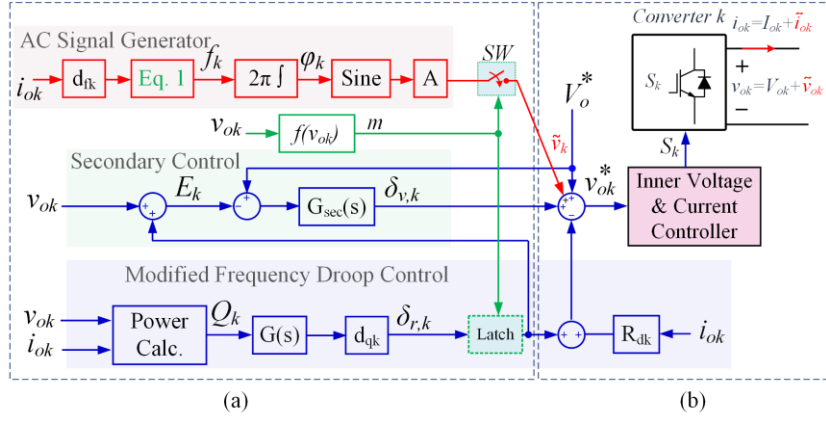 AC Signal Generator
i_ok
d_fk
Eq. 1
f_k
2π ∫
φ_k
Sine
A
SW
ṽ_k
V_o^*
Converter k
i_ok=I_ok+ĩ_ok
S_k
+
v_ok=V_ok+ṽ_ok
−
S_k
v_ok
f(v_ok)
m
Secondary Control
v_ok
+
+
E_k
+
−
G_sec(s)
δ_v,k
+
+
+
−
v_ok^*
Inner Voltage
& Current
Controller
Modified Frequency Droop Control
v_ok
i_ok
Power
Calc.
Q_k
G(s)
d_qk
δ_r,k
Latch
+
+
R_dk
i_ok
(a)
(b)